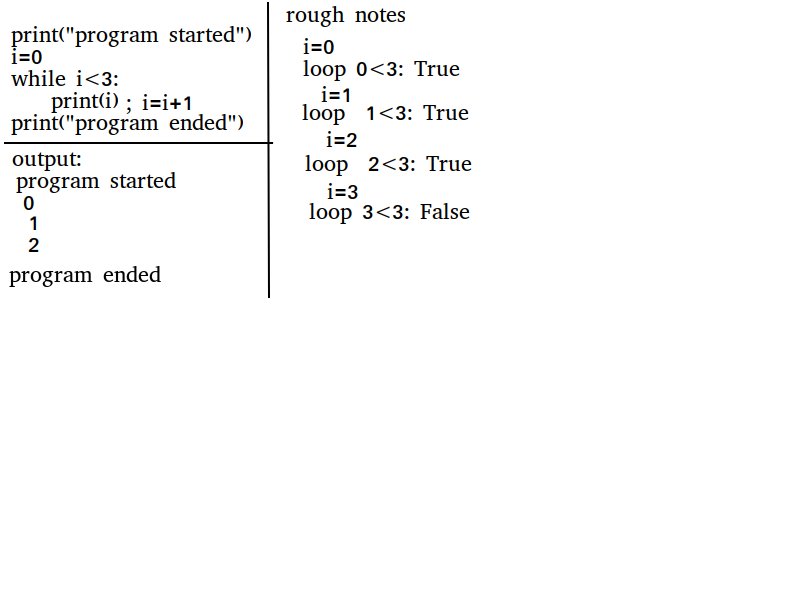 print("program started")
i=0
while i<3:
print(i) ; i=i+1
print("program ended")
output:
program started
0
1
2
program ended
rough notes
i=0
loop 0<3: True
i=1
loop 1<3: True
i=2
loop 2<3: True
i=3
loop 3<3: False